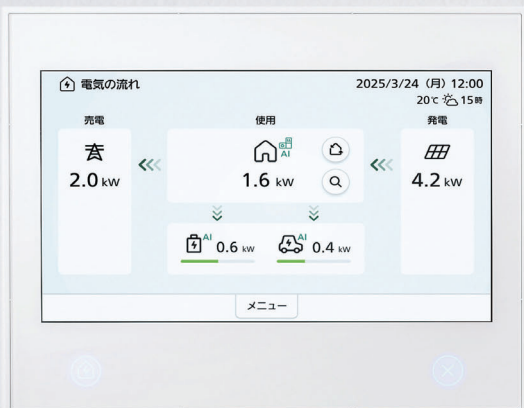 電気の流れ
2025/3/24（月）12:00
20℃ 15時
売電
使用
発電
AI
2.0 kW
1.6 kW
4.2 kW
AI 0.6 kW
AI 0.4 kW
メニュー